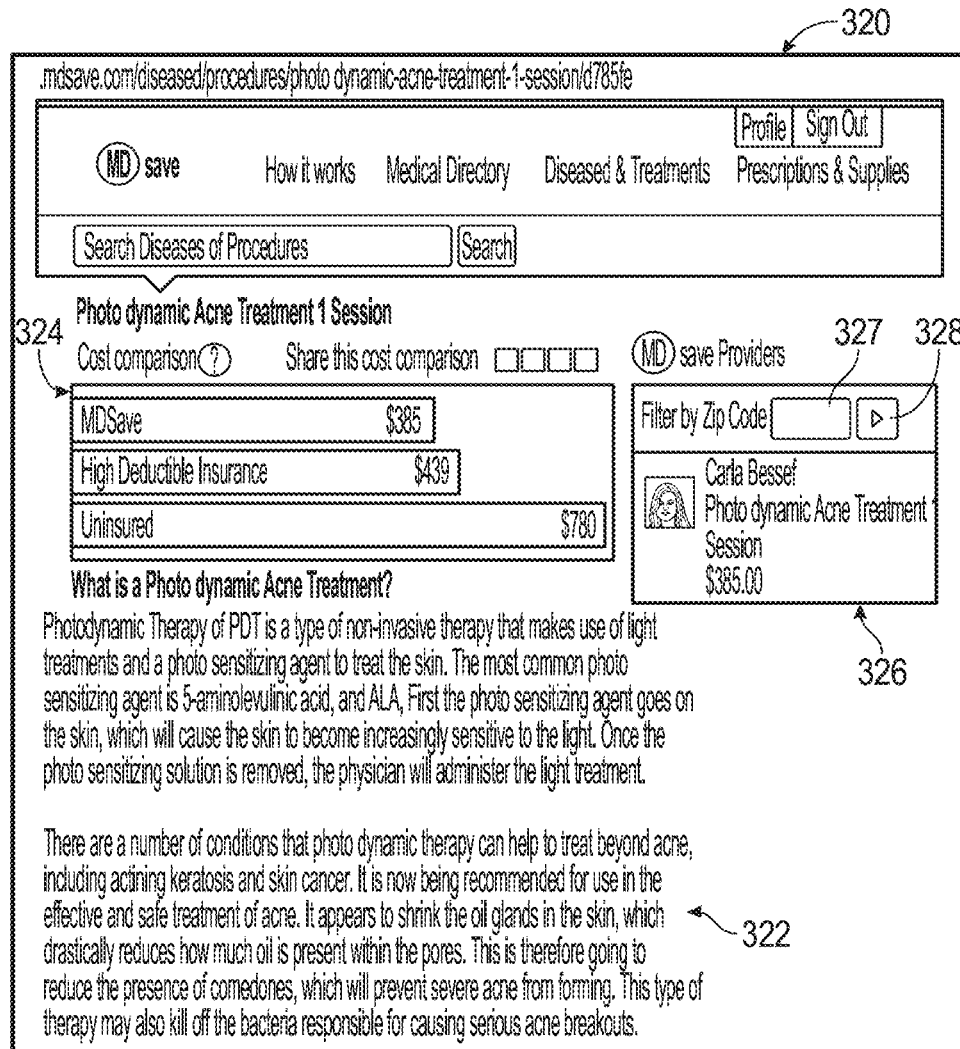 320
.mdsave.com/diseased/procedures/photo dynamic-acne-treatment-1-session/d785fe
Profile Sign Out
MD save How it works Medical Directory Diseased & Treatments Prescriptions & Supplies
Search Diseases of Procedures Search
Photo dynamic Acne Treatment 1 Session
324 327 328
Cost comparison ? Share this cost comparison MD save Providers
MDSave $385
High Deductible Insurance $439
Uninsured $780
Filter by Zip Code
Carla Bessef
Photo dynamic Acne Treatment 1
Session
$385.00
326
What is a Photo dynamic Acne Treatment?
Photodynamic Therapy of PDT is a type of non-invasive therapy that makes use of light
treatments and a photo sensitizing agent to treat the skin. The most common photo
sensitizing agent is 5-aminolevulinic acid, and ALA, First the photo sensitizing agent goes on
the skin, which will cause the skin to become increasingly sensitive to the light. Once the
photo sensitizing solution is removed, the physician will administer the light treatment.
There are a number of conditions that photo dynamic therapy can help to treat beyond acne,
including actining keratosis and skin cancer. It is now being recommended for use in the
effective and safe treatment of acne. It appears to shrink the oil glands in the skin, which
322
drastically reduces how much oil is present within the pores. This is therefore going to
reduce the presence of comedones, which will prevent severe acne from forming. This type of
therapy may also kill off the bacteria responsible for causing serious acne breakouts.